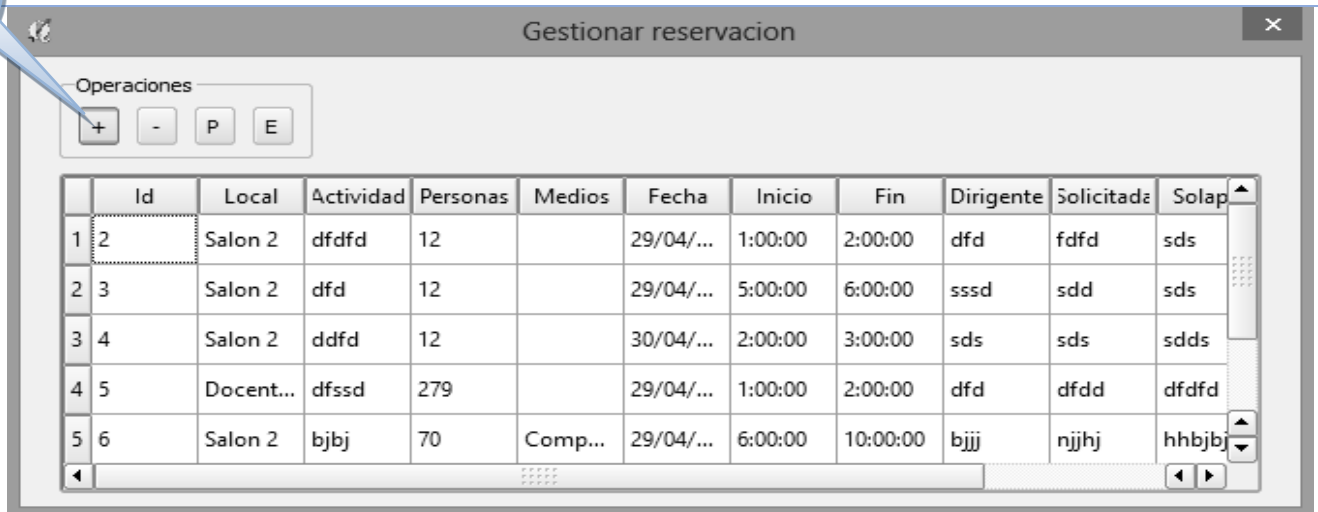 Gestionar reservacion ×
Operaciones
+ - P E
Id Local Actividad Personas Medios Fecha Inicio Fin Dirigente Solicitada Solap
1 2 Salon 2 dfdfd 12 29/04/... 1:00:00 2:00:00 dfd fdfd sds
2 3 Salon 2 dfd 12 29/04/... 5:00:00 6:00:00 sssd sdd sds
3 4 Salon 2 ddfd 12 30/04/... 2:00:00 3:00:00 sds sds sdds
4 5 Docent... dfssd 279 29/04/... 1:00:00 2:00:00 dfd dfdd dfdfd
5 6 Salon 2 bjbj 70 Comp... 29/04/... 6:00:00 10:00:00 bjjj njjhj hhbjbj